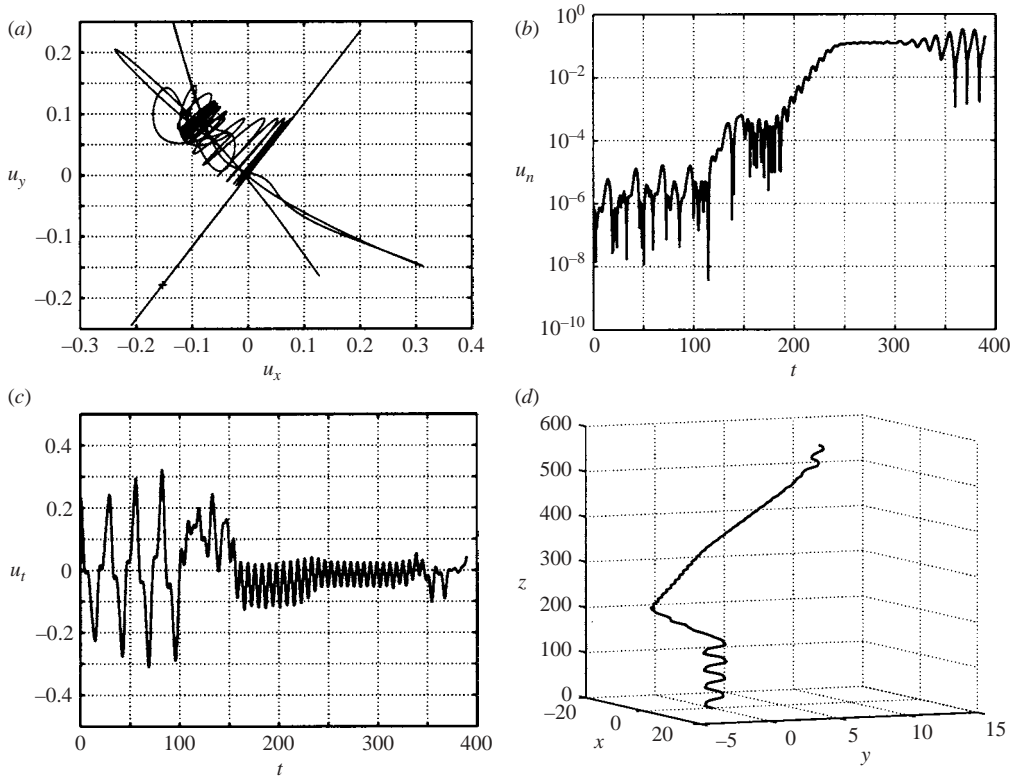 (a)
0.2
0.1
u_y
0
–0.1
–0.2
–0.3 –0.2 –0.1 0 0.1 0.2 0.3 0.4
u_x
(b)
10^0
10^–2
10^–4
u_n
10^–6
10^–8
10^–10
0 100 200 300 400
t
(c)
0.4
0.2
u_t
0
–0.2
–0.4
0 100 200 300 400
t
(d)
600
500
400
300
z
200
100
0
–20
0
20
x
–5 0 5 10 15
y